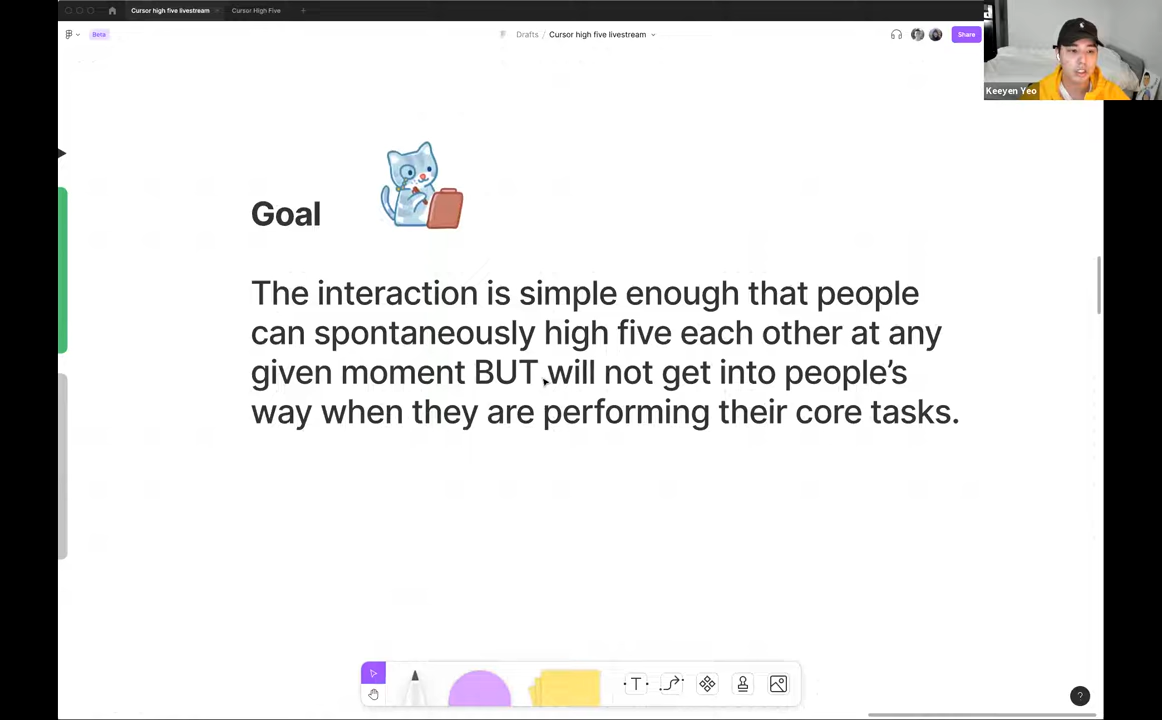 Cursor high five livestream
Cursor High Five
Beta
Drafts / Cursor high five livestream
Share
Keeyen Yeo
Goal
The interaction is simple enough that people
can spontaneously high five each other at any
given moment BUT will not get into people’s
way when they are performing their core tasks.
T
?